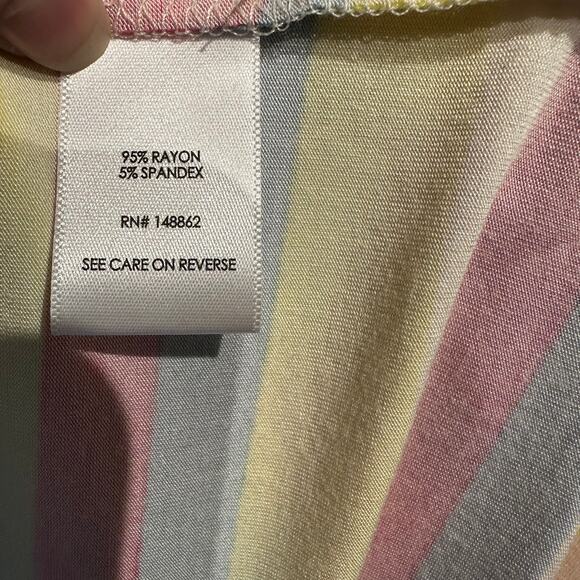 95% RAYON
5% SPANDEX
RN# 148862
SEE CARE ON REVERSE